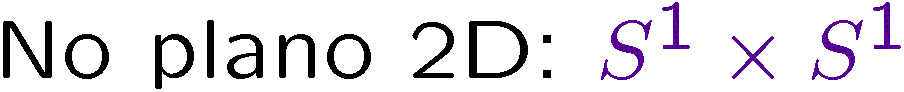 No plano 2D: S¹ × S¹